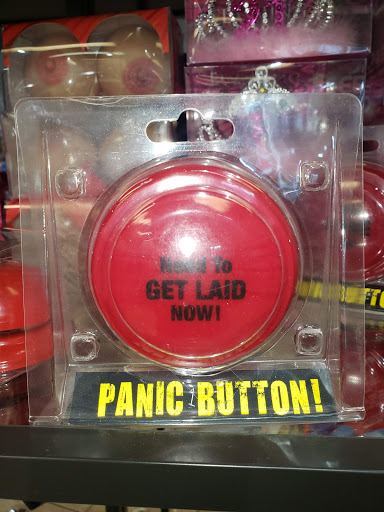 Need To
GET LAID
NOW!
PANIC BUTTON!